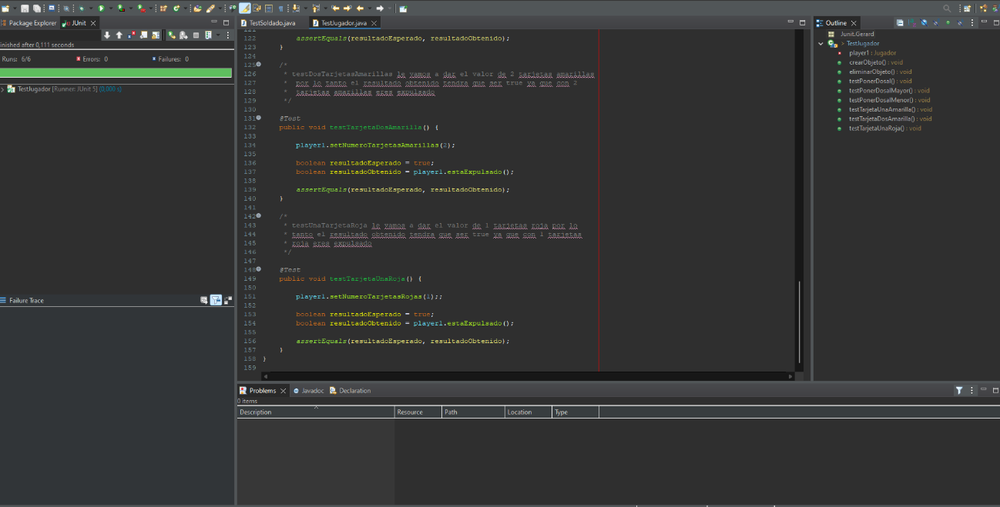 Package Explorer
JUnit
inished after 0,111 seconds
Runs: 6/6
Errors: 0
Failures: 0
TestJugador [Runner: JUnit 5] (0,000 s)
Failure Trace
TestSoldado.java
TestJugador.java
122 assertEquals(resultadoEsperado, resultadoObtenido);
123 }
124
125 /*
126 * testDosTarjetasAmarillas le vamos a dar el valor de 2 tarjetas amarillas
127 * por lo tanto el resultado obtenido tendra que ser true ya que con 2
128 * tarjetas amarillas eres expulsado
129 */
130
131 @Test
132 public void testTarjetaDosAmarilla() {
133
134 player1.setNumeroTarjetasAmarillas(2);
135
136 boolean resultadoEsperado = true;
137 boolean resultadoObtenido = player1.estaExpulsado();
138
139 assertEquals(resultadoEsperado, resultadoObtenido);
140 }
141
142 /*
143 * testUnaTarjetaRoja le vamos a dar el valor de 1 tarjetas roja por lo
144 * tanto el resultado obtenido tendra que ser true ya que con 1 tarjetas
145 * roja eres expulsado
146 */
147
148 @Test
149 public void testTarjetaUnaRoja() {
150
151 player1.setNumeroTarjetasRojas(1);;
152
153 boolean resultadoEsperado = true;
154 boolean resultadoObtenido = player1.estaExpulsado();
155
156 assertEquals(resultadoEsperado, resultadoObtenido);
157 }
158 }
159
Problems
Javadoc
Declaration
0 items
Description
Resource
Path
Location
Type
Outline
Junit.Gerard
TestJugador
player1 : Jugador
crearObjeto() : void
eliminarObjeto() : void
testPonerDosal() : void
testPonerDosalMayor() : void
testPonerDosalMenor() : void
testTarjetaUnaAmarilla() : void
testTarjetaDosAmarilla() : void
testTarjetaUnaRoja() : void